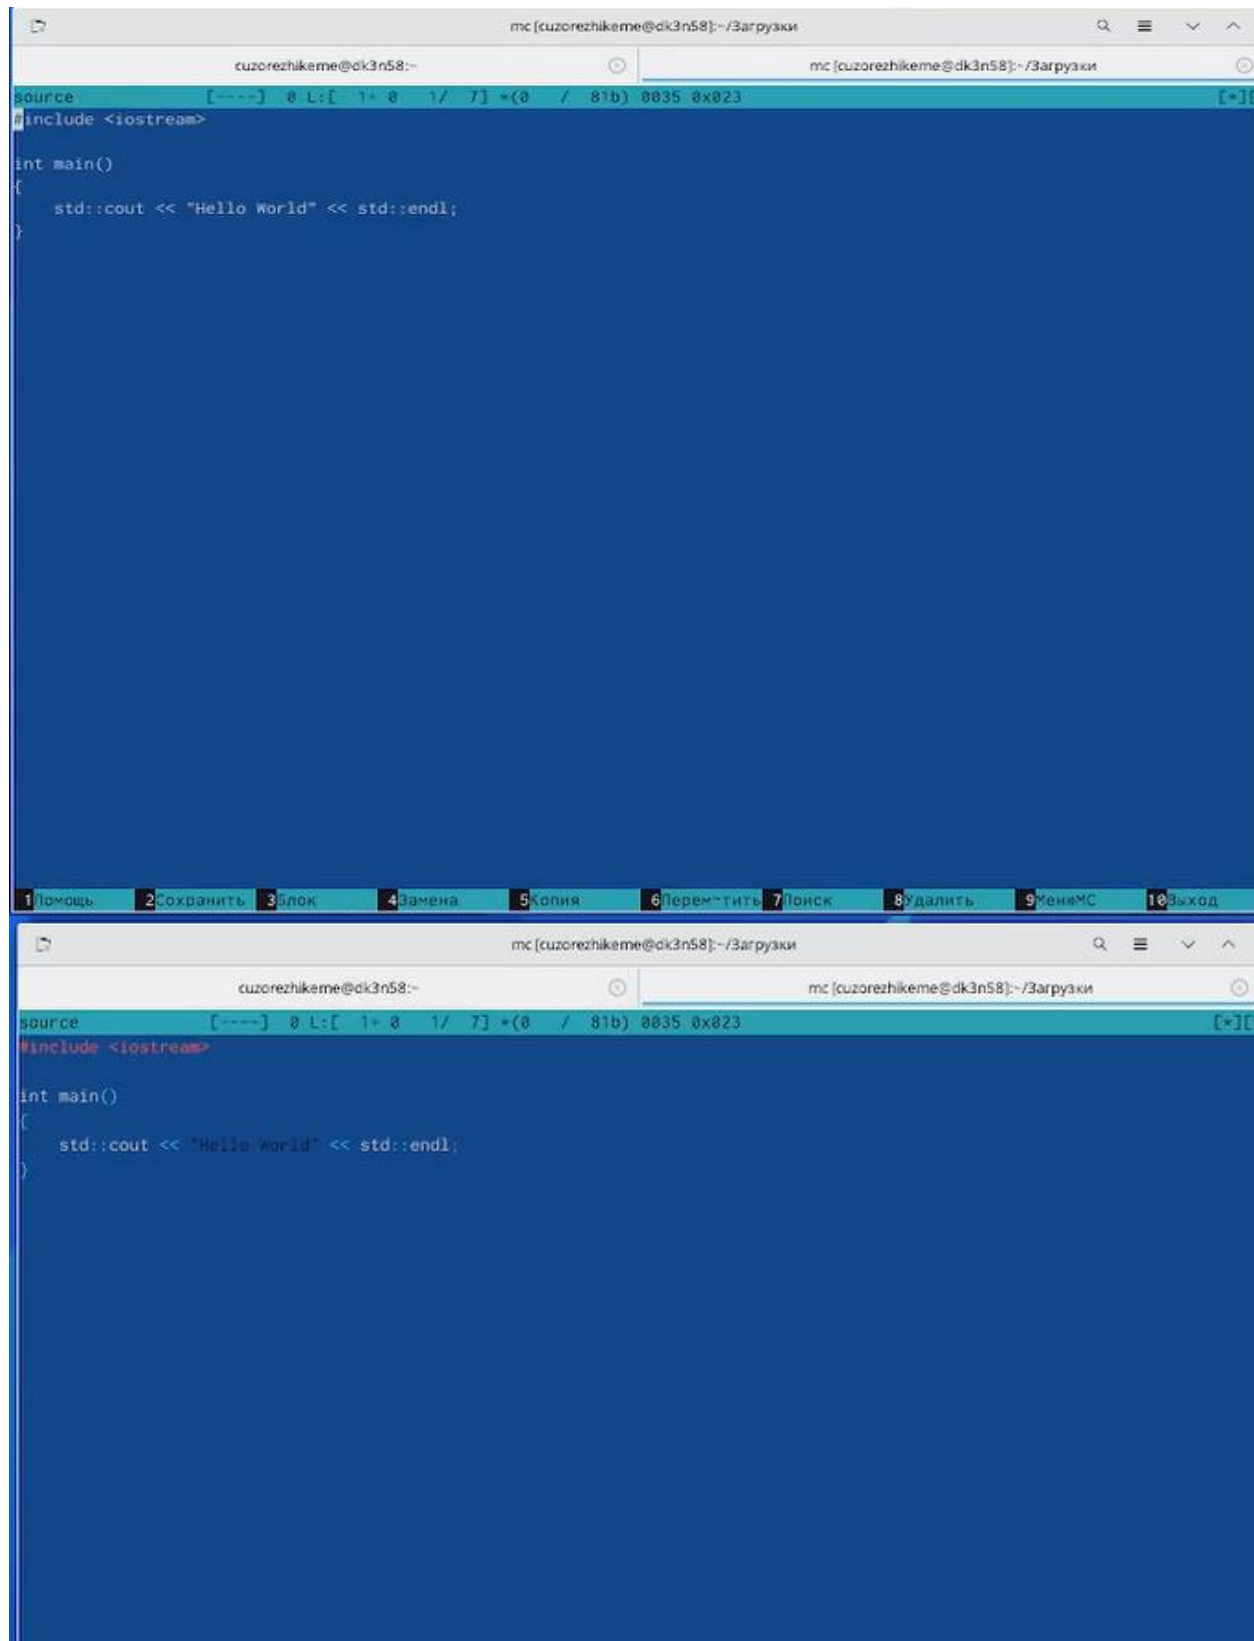 mc [cuzorezhikeme@dk3n58]:~/Загрузки
cuzorezhikeme@dk3n58:~ mc [cuzorezhikeme@dk3n58]:~/Загрузки
source [----] 0 L:[ 1+ 0 1/ 7] *(0 / 81b) 0035 0x023 [*][
#include <iostream>
int main()
{
std::cout << "Hello World" << std::endl;
}
1Помощь 2Сохранить 3Блок 4Замена 5Копия 6Перем~тить 7Поиск 8Удалить 9МенюMC 10Выход
mc [cuzorezhikeme@dk3n58]:~/Загрузки
cuzorezhikeme@dk3n58:~ mc [cuzorezhikeme@dk3n58]:~/Загрузки
source [----] 0 L:[ 1+ 0 1/ 7] *(0 / 81b) 0035 0x023 [*][
#include <iostream>
int main()
{
std::cout << "Hello World" << std::endl;
}